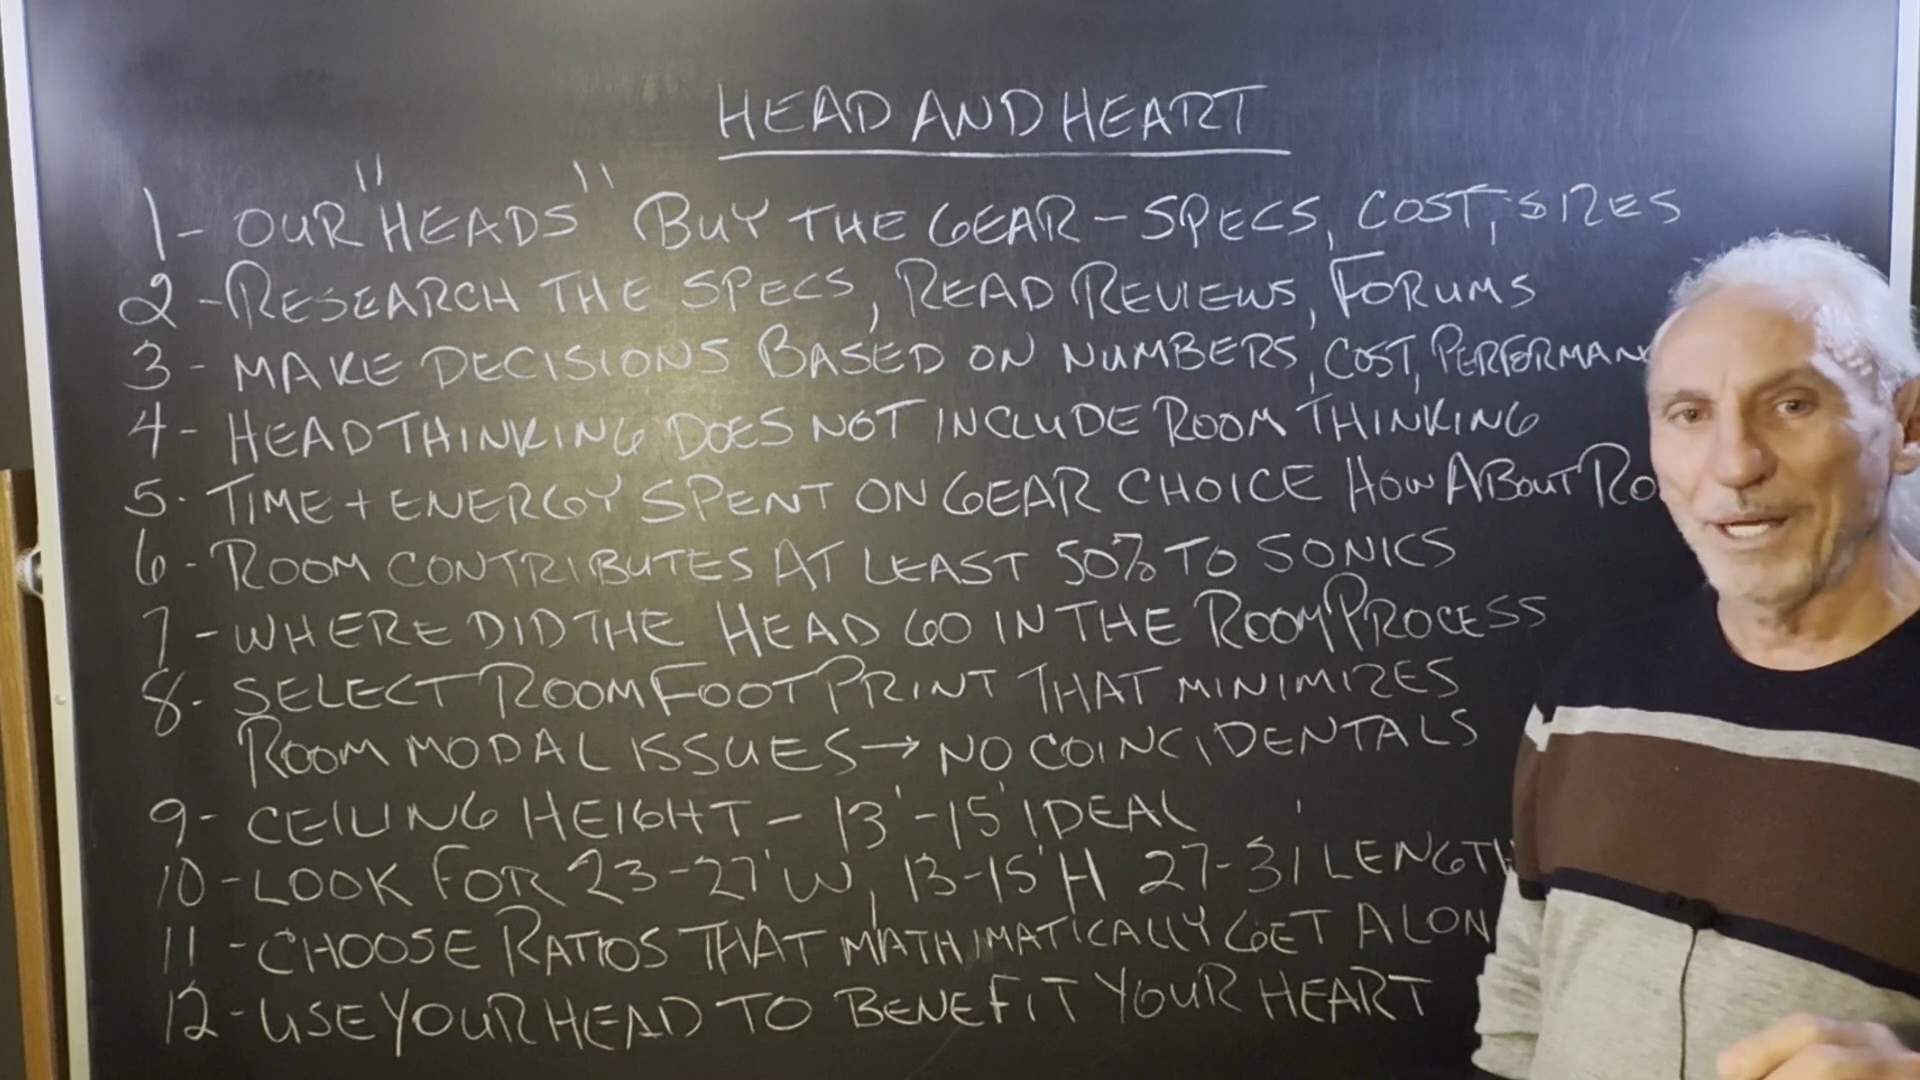 HEAD AND HEART
1- OUR "HEADS" BUY THE GEAR - SPECS, COST, SIZES
2- RESEARCH THE SPECS, READ REVIEWS, FORUMS
3- MAKE DECISIONS BASED ON NUMBERS, COST, PERFORMAN
4- HEAD THINKING DOES NOT INCLUDE ROOM THINKING
5- TIME + ENERGY SPENT ON GEAR CHOICE HOW ABOUT RO
6- ROOM CONTRIBUTES AT LEAST 50% TO SONICS
7- WHERE DID THE HEAD GO IN THE ROOM PROCESS
8- SELECT ROOM FOOT PRINT THAT MINIMIZES
ROOM MODAL ISSUES → NO COINCIDENTALS
9- CEILING HEIGHT - 13'-15' IDEAL
10- LOOK FOR 23-27' W, 13-15' H 27-31' LENGTH
11- CHOOSE RATIOS THAT MATHIMATICALLY GET ALON
12- USE YOUR HEAD TO BENEFIT YOUR HEART